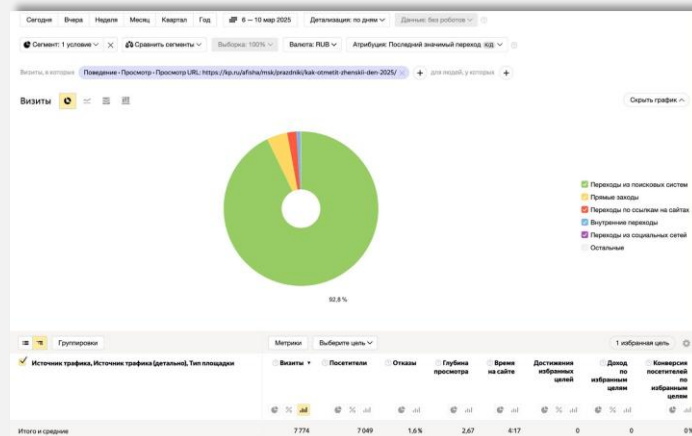 Сегодня Вчера Неделя Месяц Квартал Год 6 — 10 мар 2025 Детализация: по дням Данные: без роботов
Сегмент: 1 условие Сравнить сегменты Выборка: 100% Валюта: RUB Атрибуция: Последний значимый переход КД
Визиты, в которых Поведение - Просмотр - Просмотр URL: https://kp.ru/afisha/msk/prazdniki/kak-otmetit-zhenskii-den-2025/ × + для людей, у которых +
Визиты Скрыть график
Переходы из поисковых систем
Прямые заходы
Переходы по ссылкам на сайтах
Внутренние переходы
Переходы из социальных сетей
Остальные
92,8 %
Группировки Метрики Выберите цель 1 избранная цель
Источник трафика, Источник трафика (детально), Тип площадки Визиты ▼ Посетители Отказы Глубина просмотра Время на сайте Достижения избранных целей Доход по избранным целям Конверсия посетителей по избранным целям
Итого и средние 7 774 7 049 1,6 % 2,67 4:17 0 0 0 %